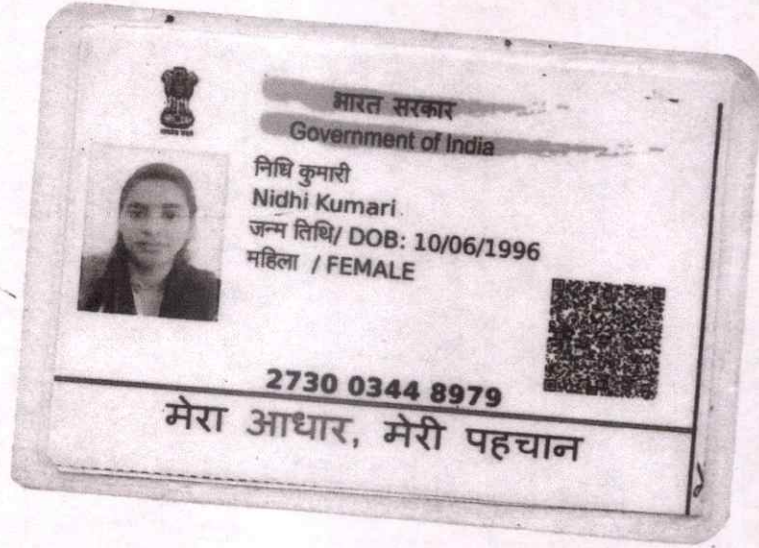 भारत सरकार
Government of India
निधि कुमारी
Nidhi Kumari
जन्म तिथि/ DOB: 10/06/1996
महिला / FEMALE
2730 0344 8979
मेरा आधार, मेरी पहचान